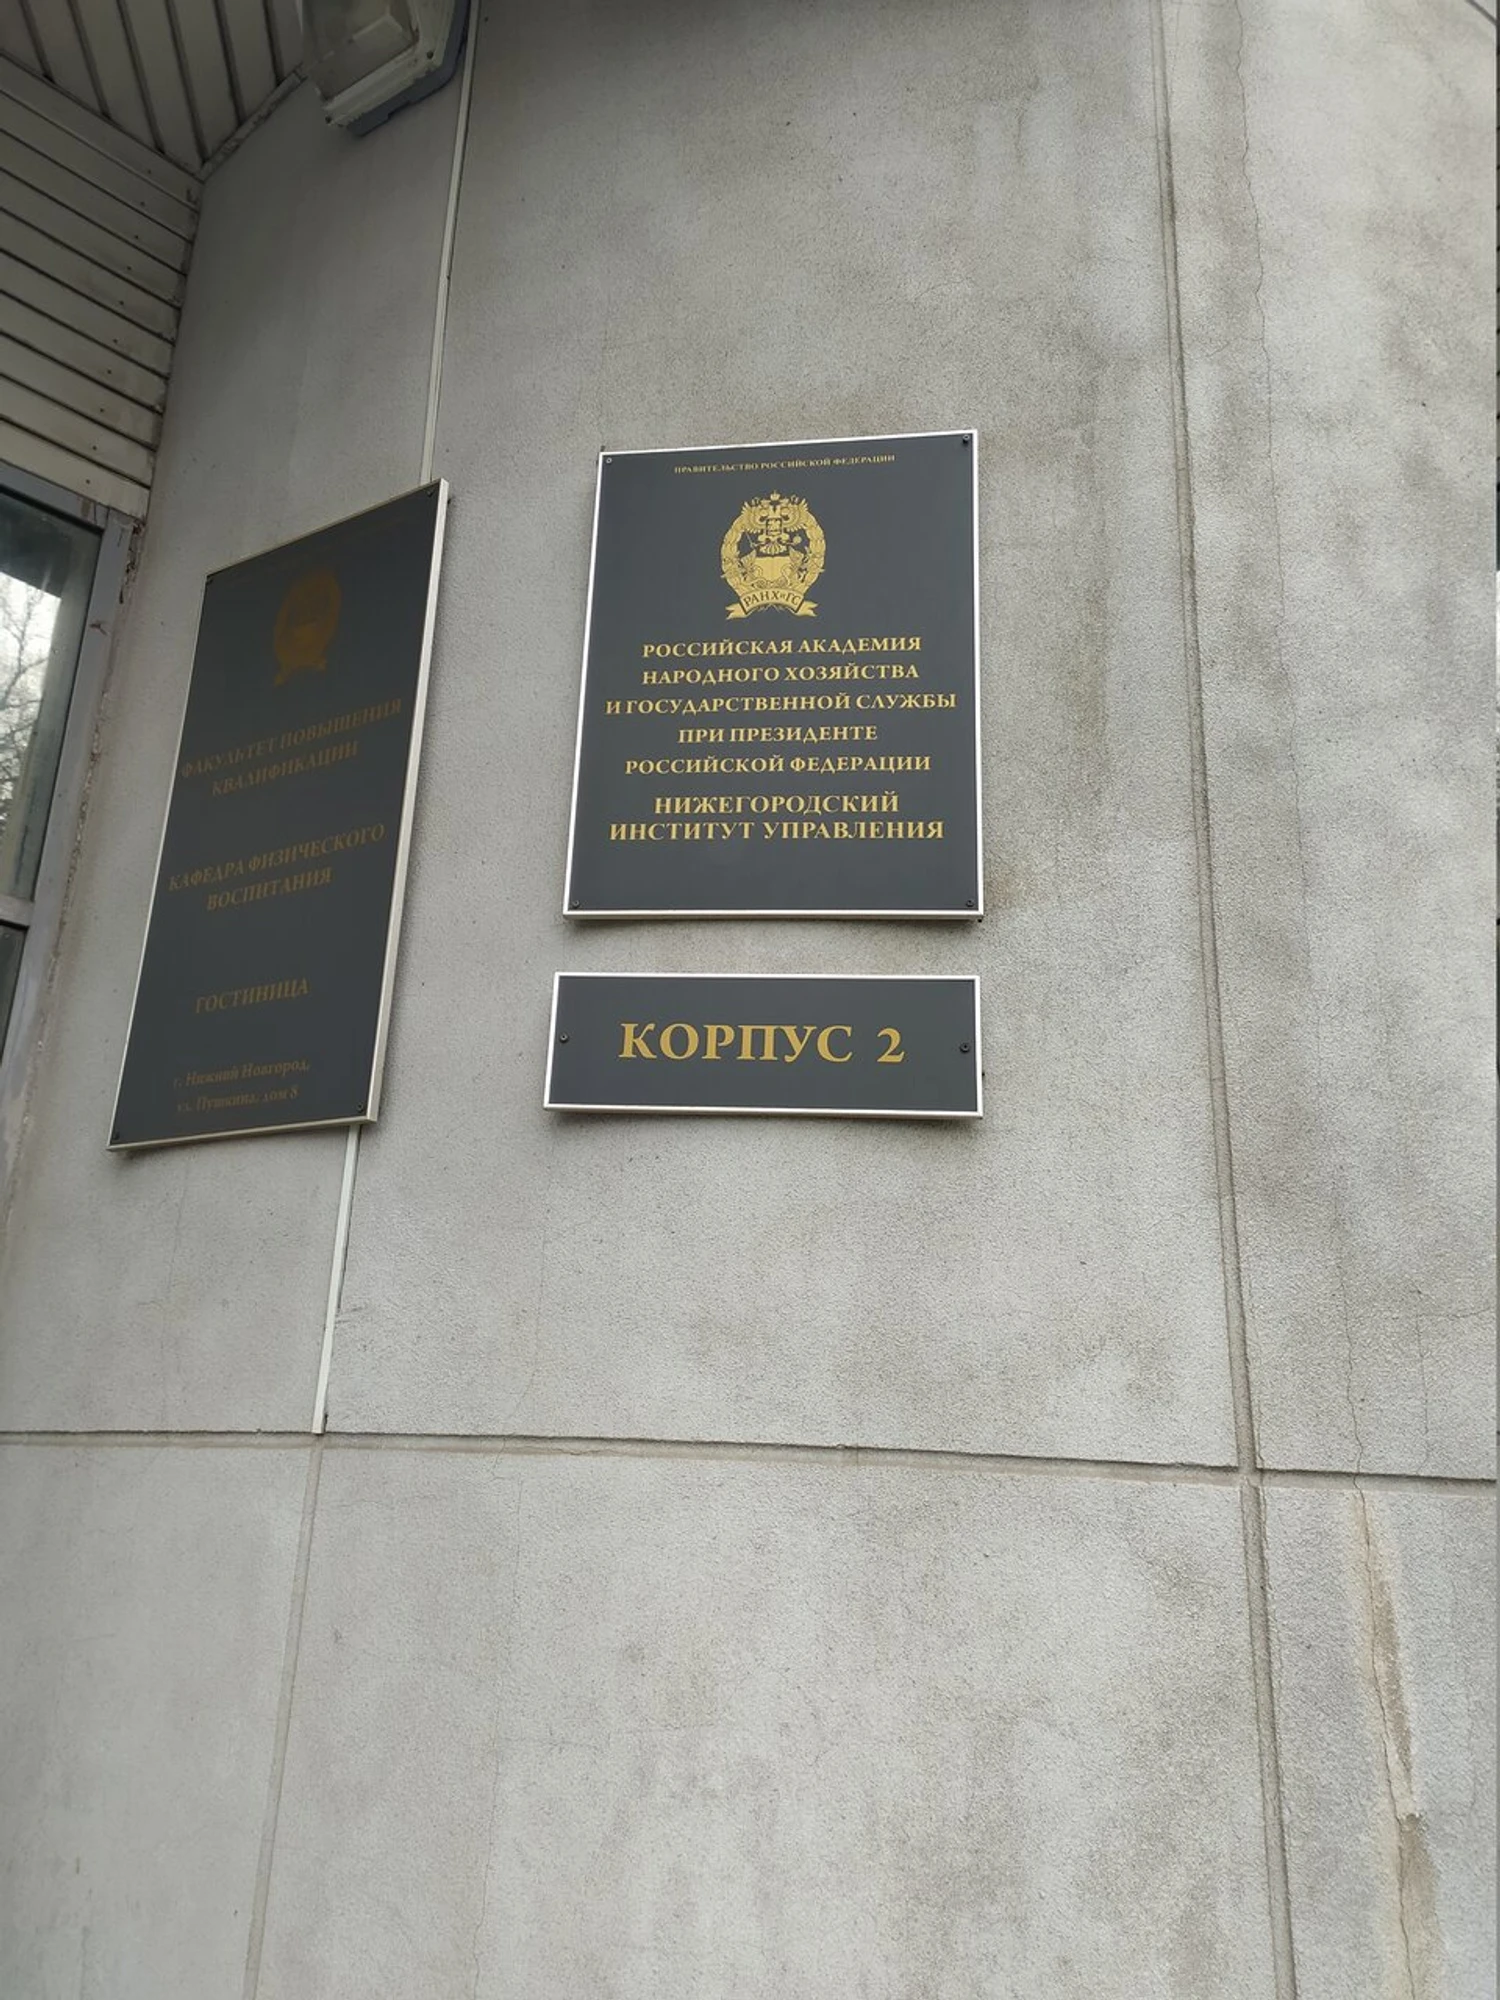 ФАКУЛЬТЕТ ПОВЫШЕНИЯ
КВАЛИФИКАЦИИ
КАФЕДРА ФИЗИЧЕСКОГО
ВОСПИТАНИЯ
ГОСТИНИЦА
г. Нижний Новгород,
ул. Пушкина, дом 8
ПРАВИТЕЛЬСТВО РОССИЙСКОЙ ФЕДЕРАЦИИ
РАНХиГС
РОССИЙСКАЯ АКАДЕМИЯ
НАРОДНОГО ХОЗЯЙСТВА
И ГОСУДАРСТВЕННОЙ СЛУЖБЫ
ПРИ ПРЕЗИДЕНТЕ
РОССИЙСКОЙ ФЕДЕРАЦИИ
НИЖЕГОРОДСКИЙ
ИНСТИТУТ УПРАВЛЕНИЯ
КОРПУС 2